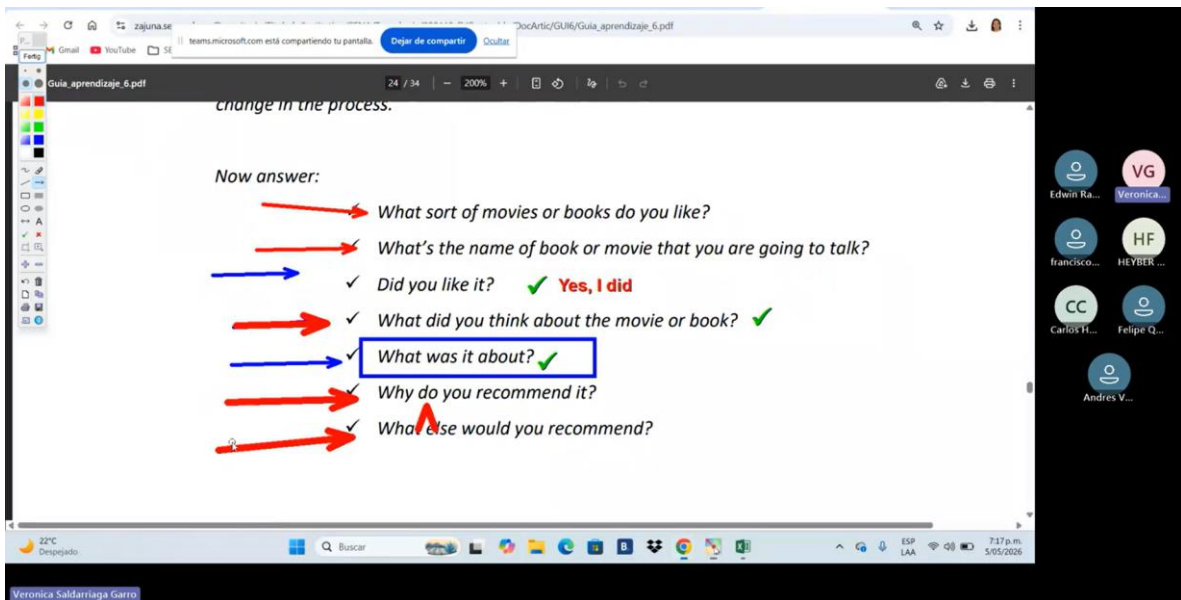 zajuna.se
DocArtic/GUI6/Guia_aprendizaje_6.pdf
teams.microsoft.com está compartiendo tu pantalla.
Dejar de compartir
Ocultar
P...
Fertig
Gmail
YouTube
SE
Guia_aprendizaje_6.pdf
24 / 34
200%
change in the process.
Now answer:
What sort of movies or books do you like?
What's the name of book or movie that you are going to talk?
Did you like it? Yes, I did
What did you think about the movie or book?
What was it about?
Why do you recommend it?
What else would you recommend?
Edwin Ra...
VG
Veronica...
francisco...
HF
HEYBER ...
CC
Carlos H...
Felipe Q...
Andres V...
22°C
Despejado
Buscar
ESP
LAA
7:17 p.m.
5/05/2026
Veronica Saldarriaga Garro